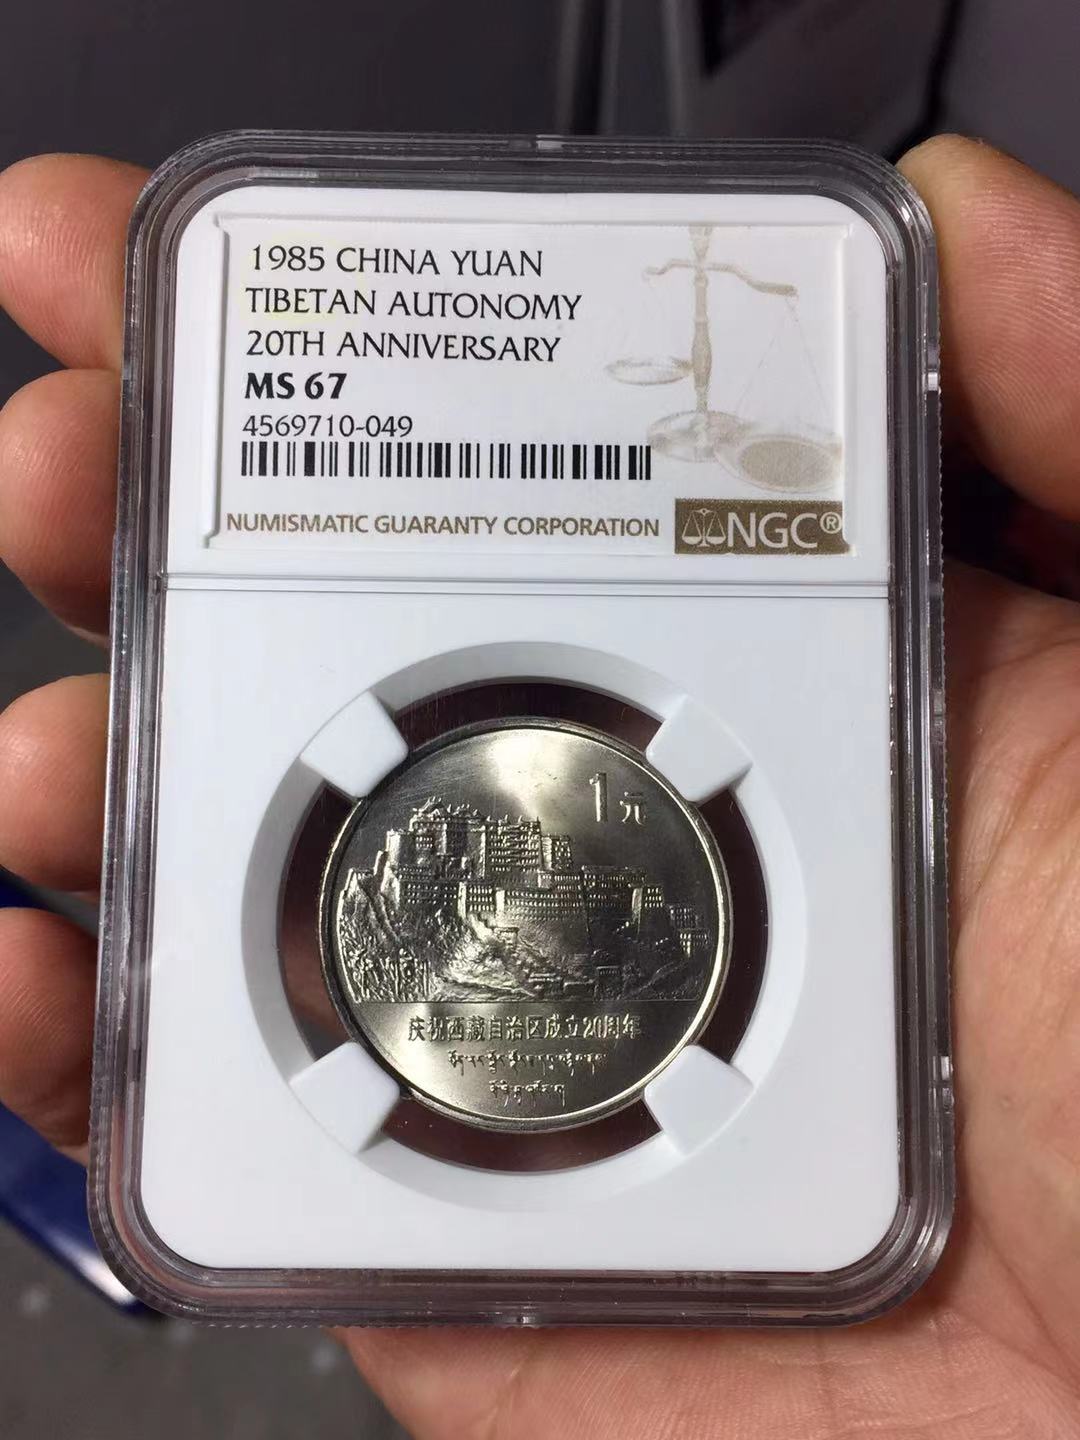 1985 CHINA YUAN
TIBETAN AUTONOMY
20TH ANNIVERSARY
MS 67
4569710-049
NUMISMATIC GUARANTY CORPORATION
NGC®
1元
庆祝西藏自治区成立20周年